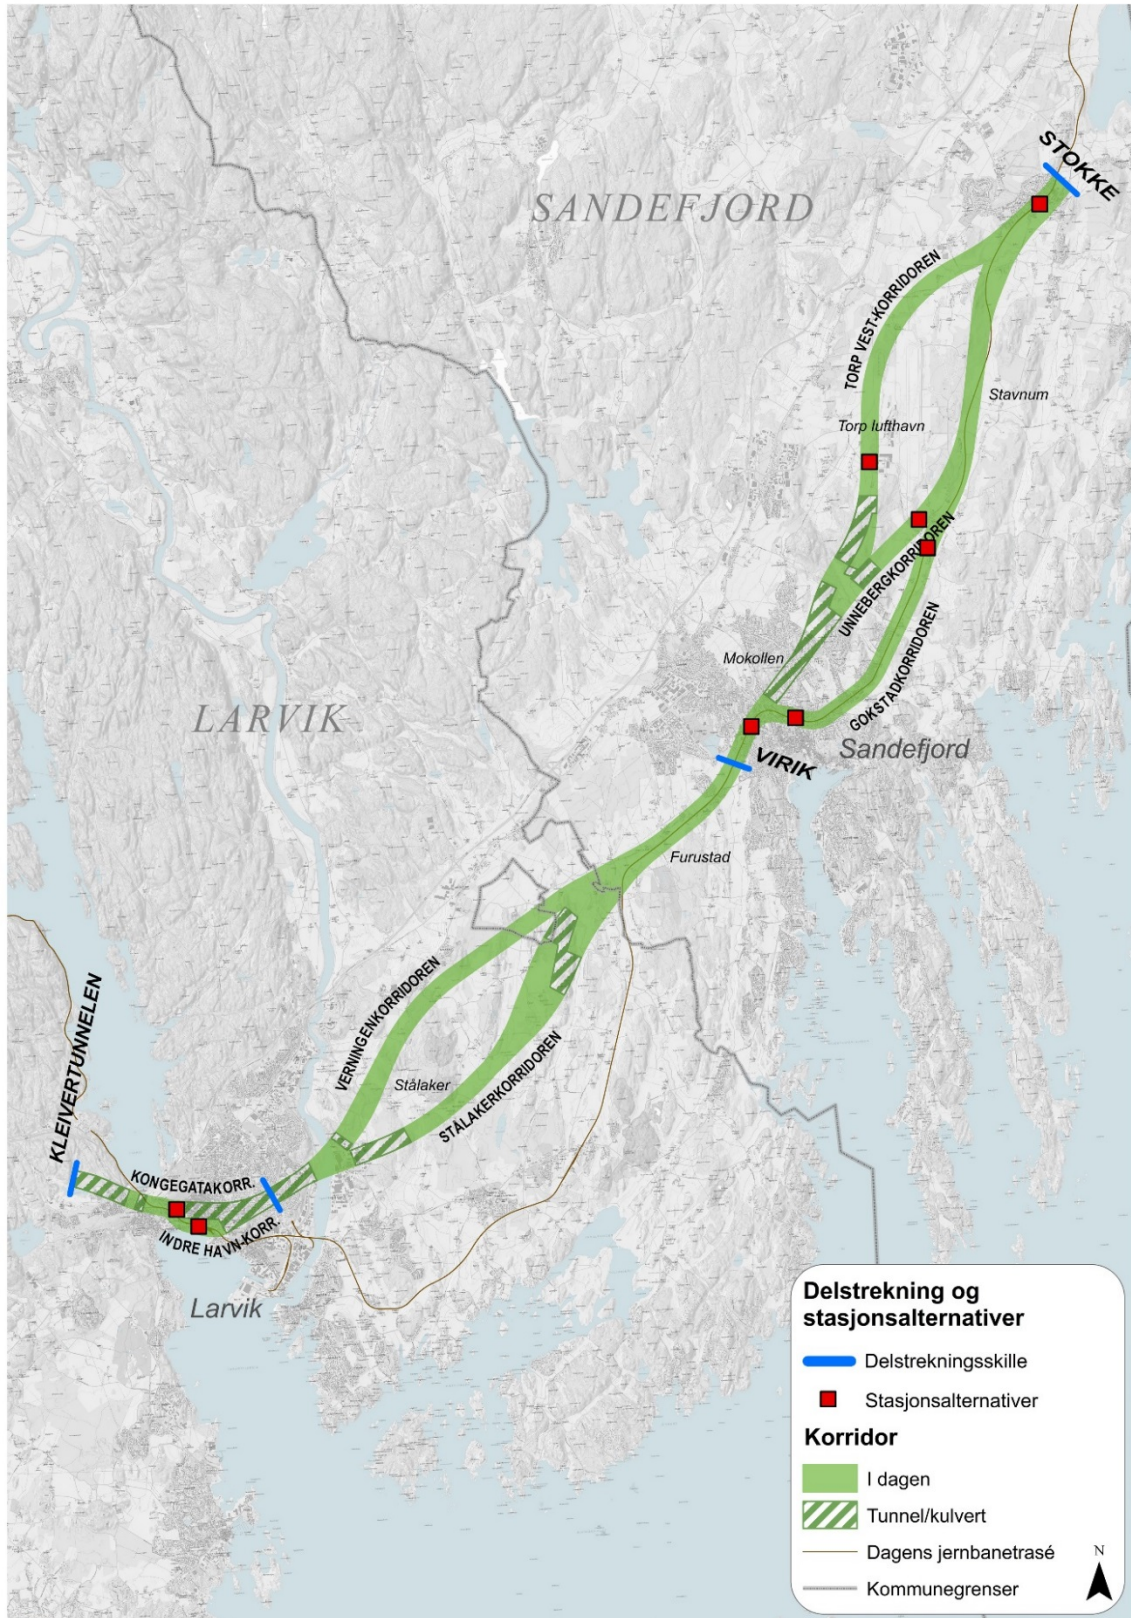 STOKKE
SANDEFJORD
TORP VEST-KORRIDOREN
Stavnum
Torp lufthavn
UNNEBERGKORRIDOREN
Mokollen
GOKSTADKORRIDOREN
LARVIK
Sandefjord
VIRIK
Furustad
VERNINGENKORRIDOREN
Stålaker
STÅLAKERKORRIDOREN
KLEIVERTUNNELEN
KONGEGATAKORR.
INDRE HAVN-KORR.
Larvik
Delstrekning og
stasjonsalternativer
Delstrekningsskille
Stasjonsalternativer
Korridor
I dagen
Tunnel/kulvert
Dagens jernbanetrasé
N
Kommunegrenser